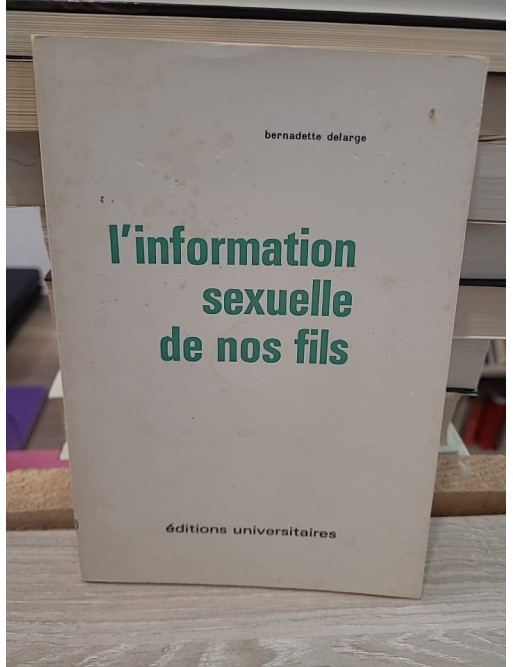 bernadette delarge
l'information
sexuelle
de nos fils
éditions universitaires